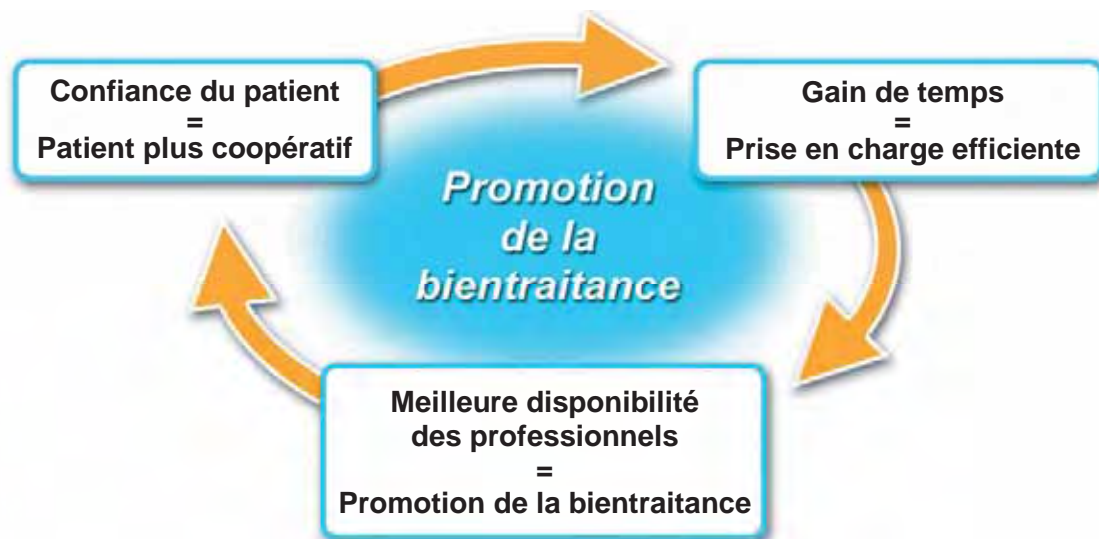 Confiance du patient
=
Patient plus coopératif
Gain de temps
=
Prise en charge efficiente
Promotion
de la
bientraitance
Meilleure disponibilité
des professionnels
=
Promotion de la bientraitance